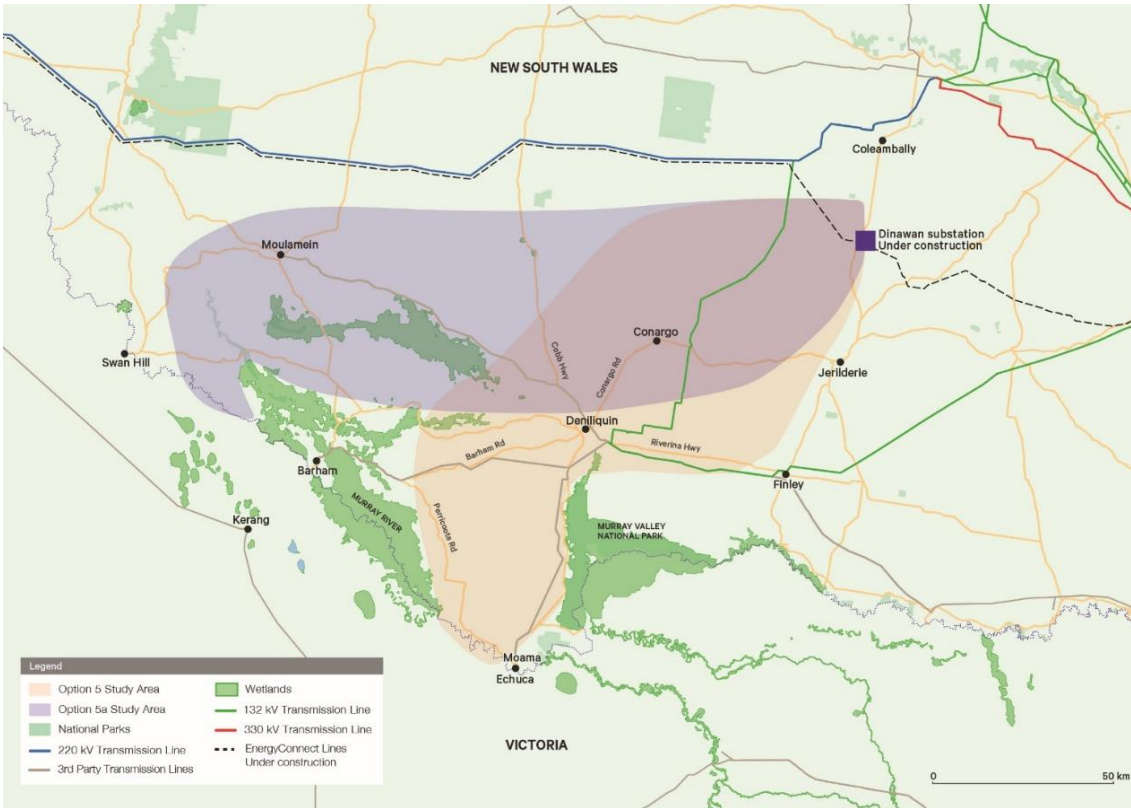 NEW SOUTH WALES
Coleambally
Dinawan substation
Under construction
Moulamein
Conargo
Cobb Hwy
Conargo Rd
Swan Hill
Jerilderie
Deniliquin
Riverina Hwy
Barham Rd
Barham
Finley
MURRAY RIVER
Perricoota Rd
Kerang
MURRAY VALLEY
NATIONAL PARK
Moama
Echuca
VICTORIA
Legend
Option 5 Study Area
Option 5a Study Area
National Parks
220 kV Transmission Line
3rd Party Transmission Lines
Wetlands
132 kV Transmission Line
330 kV Transmission Line
EnergyConnect Lines
Under construction
0
50 km